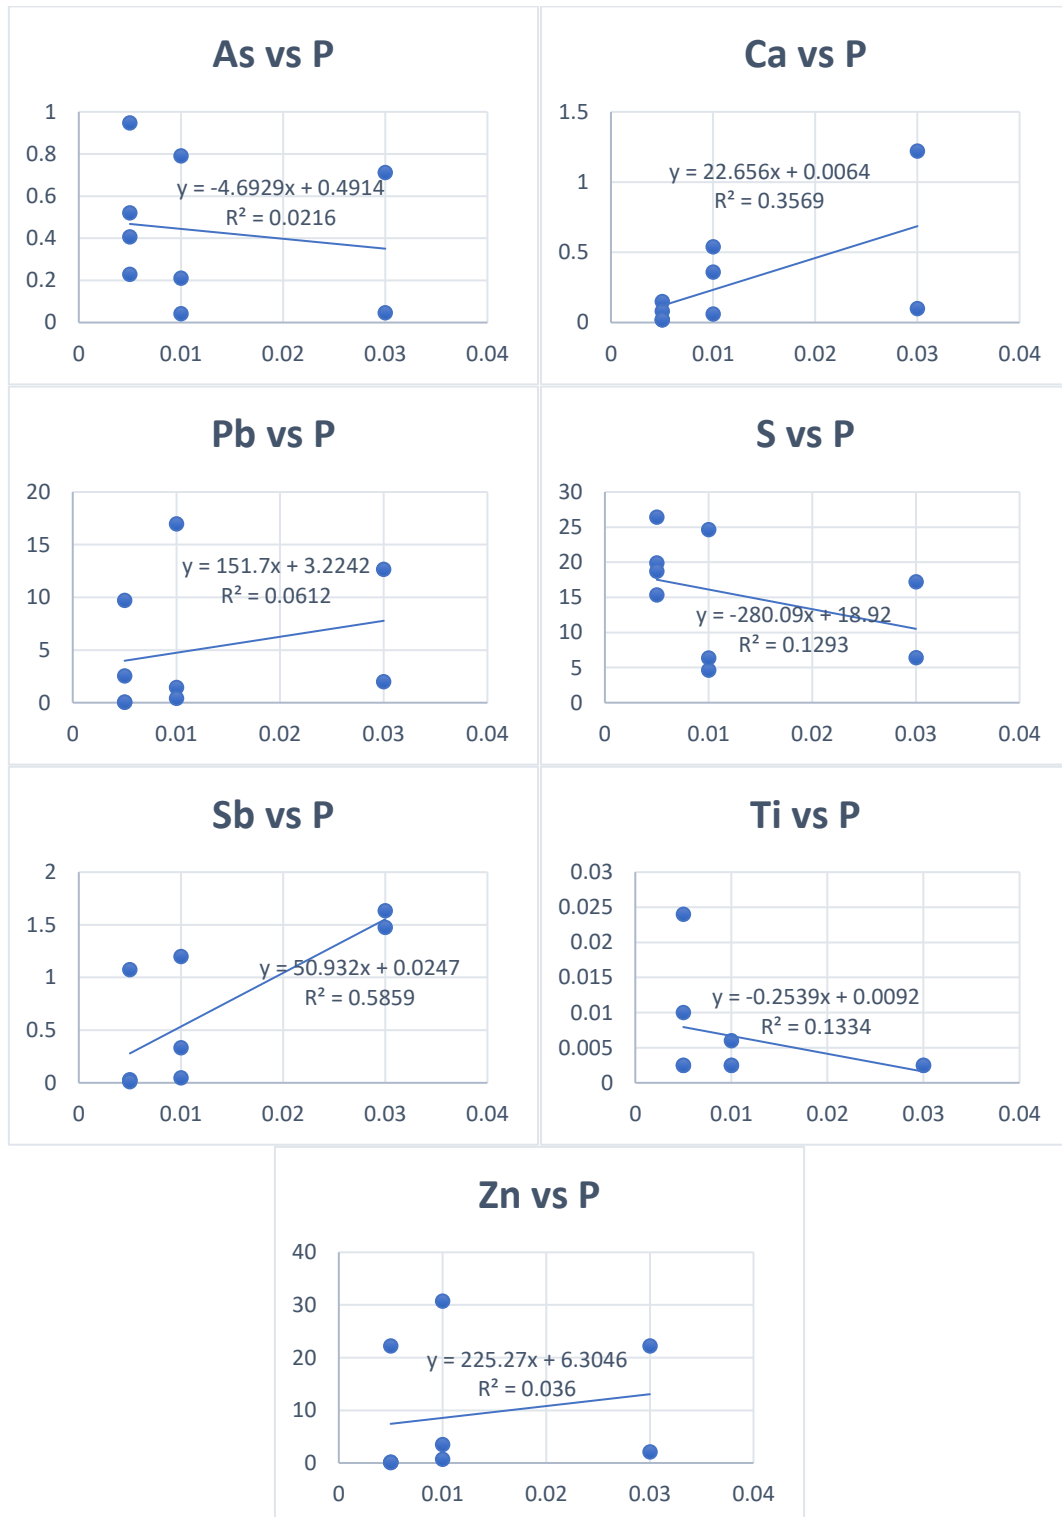 As vs P
1
0.8
y = -4.6929x + 0.4914
0.6
R² = 0.0216
0.4
0.2
0
0 0.01 0.02 0.03 0.04
Ca vs P
1.5
y = 22.656x + 0.0064
1
R² = 0.3569
0.5
0
0 0.01 0.02 0.03 0.04
Pb vs P
20
15
y = 151.7x + 3.2242
10
R² = 0.0612
5
0
0 0.01 0.02 0.03 0.04
S vs P
30
25
20
15
y = -280.09x + 18.92
10
R² = 0.1293
5
0
0 0.01 0.02 0.03 0.04
Sb vs P
2
1.5
y = 50.932x + 0.0247
1
R² = 0.5859
0.5
0
0 0.01 0.02 0.03 0.04
Ti vs P
0.03
0.025
0.02
0.015
y = -0.2539x + 0.0092
0.01
R² = 0.1334
0.005
0
0 0.01 0.02 0.03 0.04
Zn vs P
40
30
20
y = 225.27x + 6.3046
R² = 0.036
10
0
0 0.01 0.02 0.03 0.04